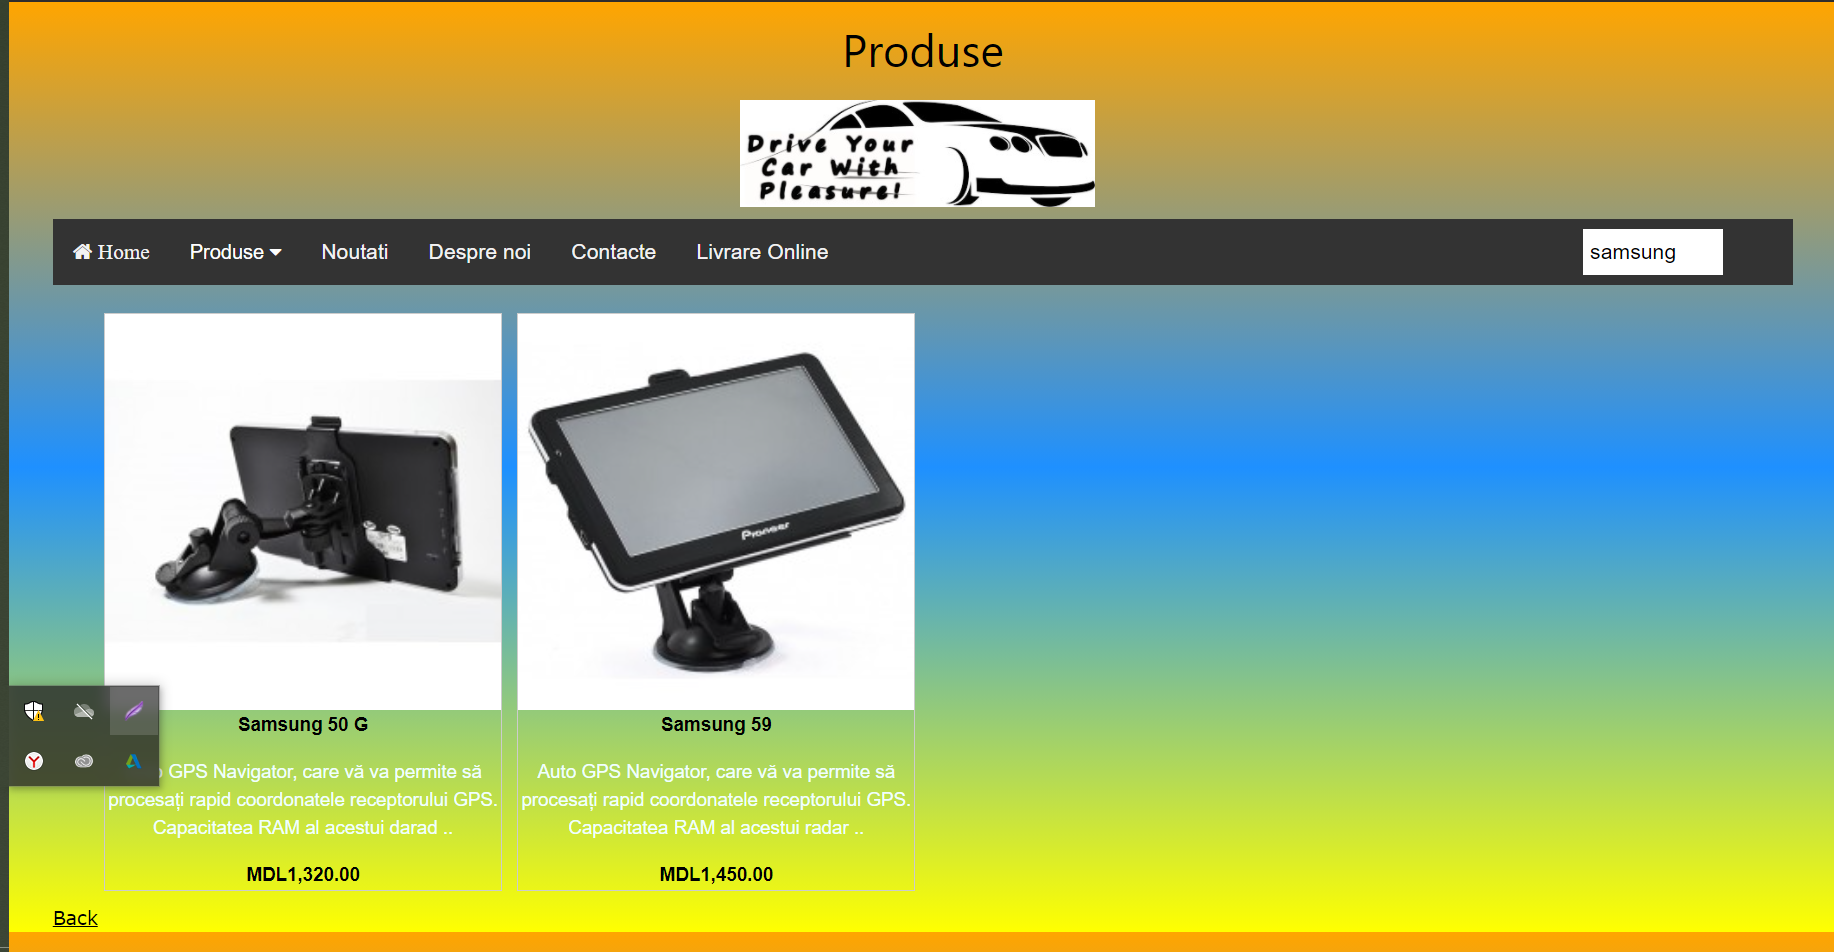 Produse
Drive Your
Car With
Pleasure!
Home Produse Noutati Despre noi Contacte Livrare Online samsung
Pioneer
Samsung 50 G
GPS Navigator, care vă va permite să
procesați rapid coordonatele receptorului GPS.
Capacitatea RAM al acestui darad ..
MDL1,320.00
Samsung 59
Auto GPS Navigator, care vă va permite să
procesați rapid coordonatele receptorului GPS.
Capacitatea RAM al acestui radar ..
MDL1,450.00
Back